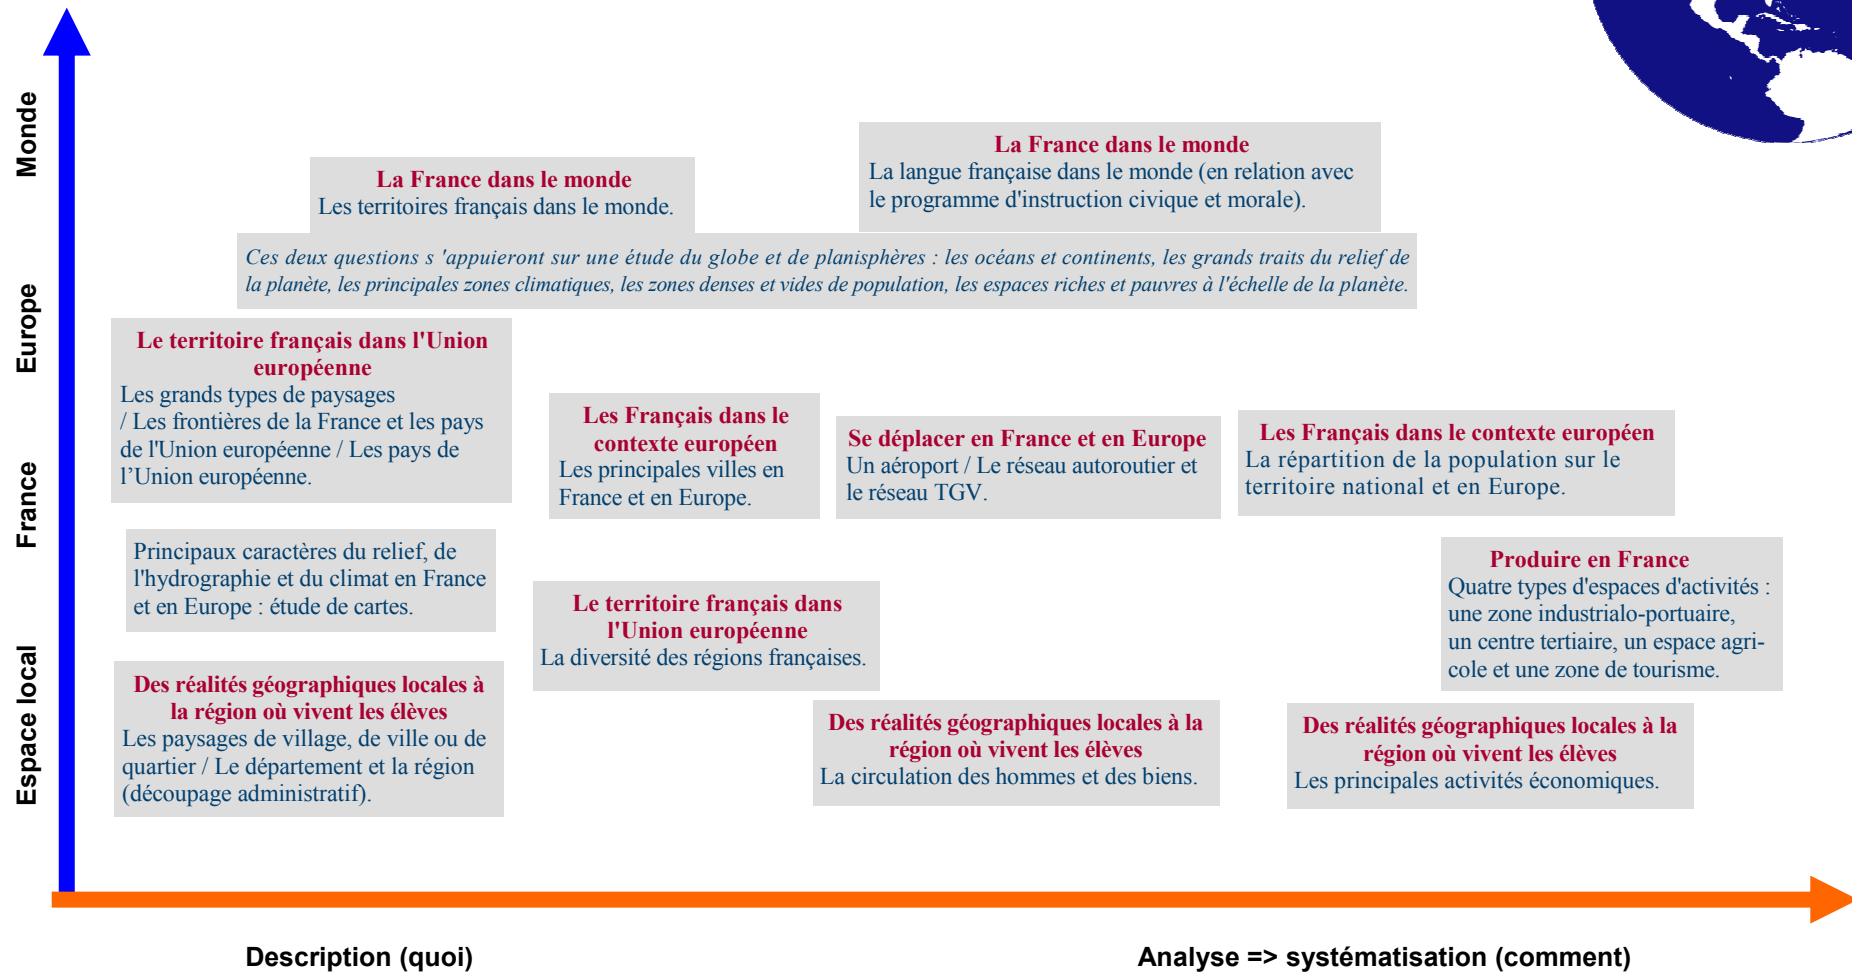 Monde
Europe
France
Espace local
La France dans le monde
Les territoires français dans le monde.
La France dans le monde
La langue française dans le monde (en relation avec
le programme d'instruction civique et morale).
Ces deux questions s 'appuieront sur une étude du globe et de planisphères : les océans et continents, les grands traits du relief de
la planète, les principales zones climatiques, les zones denses et vides de population, les espaces riches et pauvres à l'échelle de la planète.
Le territoire français dans l'Union
européenne
Les grands types de paysages
/ Les frontières de la France et les pays
de l'Union européenne / Les pays de
l’Union européenne.
Les Français dans le
contexte européen
Les principales villes en
France et en Europe.
Se déplacer en France et en Europe
Un aéroport / Le réseau autoroutier et
le réseau TGV.
Les Français dans le contexte européen
La répartition de la population sur le
territoire national et en Europe.
Principaux caractères du relief, de
l'hydrographie et du climat en France
et en Europe : étude de cartes.
Le territoire français dans
l'Union européenne
La diversité des régions françaises.
Produire en France
Quatre types d'espaces d'activités :
une zone industrialo-portuaire,
un centre tertiaire, un espace agri-
cole et une zone de tourisme.
Des réalités géographiques locales à
la région où vivent les élèves
Les paysages de village, de ville ou de
quartier / Le département et la région
(découpage administratif).
Des réalités géographiques locales à la
région où vivent les élèves
La circulation des hommes et des biens.
Des réalités géographiques locales à la
région où vivent les élèves
Les principales activités économiques.
Description (quoi)
Analyse => systématisation (comment)